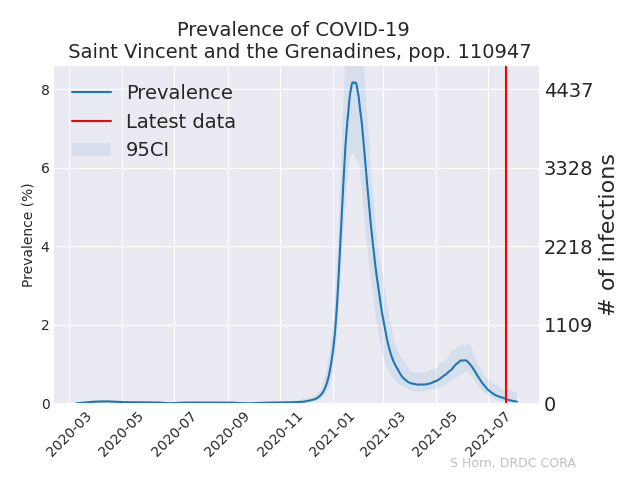 Prevalence of COVID-19
Saint Vincent and the Grenadines, pop. 110947
Prevalence
Latest data
95CI
Prevalence (%)
8
6
4
2
0
4437
3328
2218
1109
0
# of infections
2020-03
2020-05
2020-07
2020-09
2020-11
2021-01
2021-03
2021-05
2021-07
S Horn, DRDC CORA